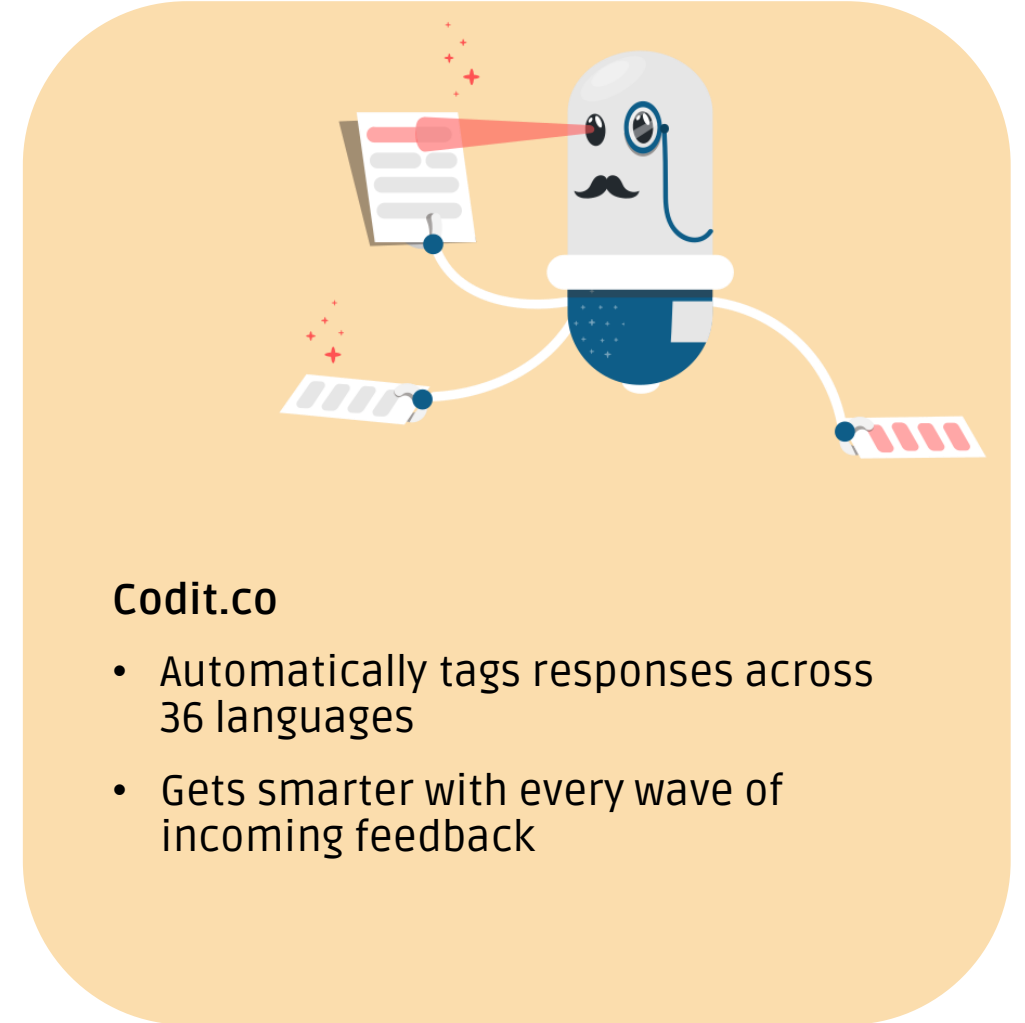 Codit.co
• Automatically tags responses across
36 languages
• Gets smarter with every wave of
incoming feedback